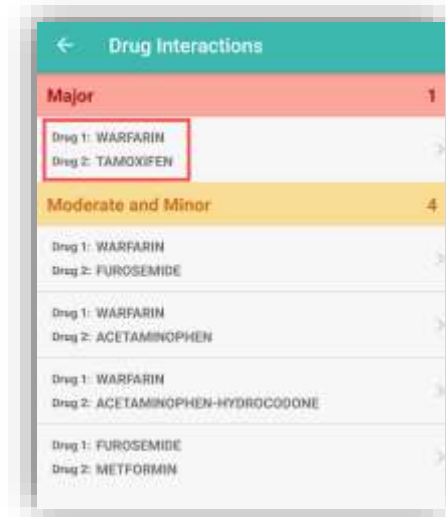 Drug Interactions
Major 1
Drug 1: WARFARIN
Drug 2: TAMOXIFEN
Moderate and Minor 4
Drug 1: WARFARIN
Drug 2: FUROSEMIDE
Drug 1: WARFARIN
Drug 2: ACETAMINOPHEN
Drug 1: WARFARIN
Drug 2: ACETAMINOPHEN-HYDROCODONE
Drug 1: FUROSEMIDE
Drug 2: METFORMIN